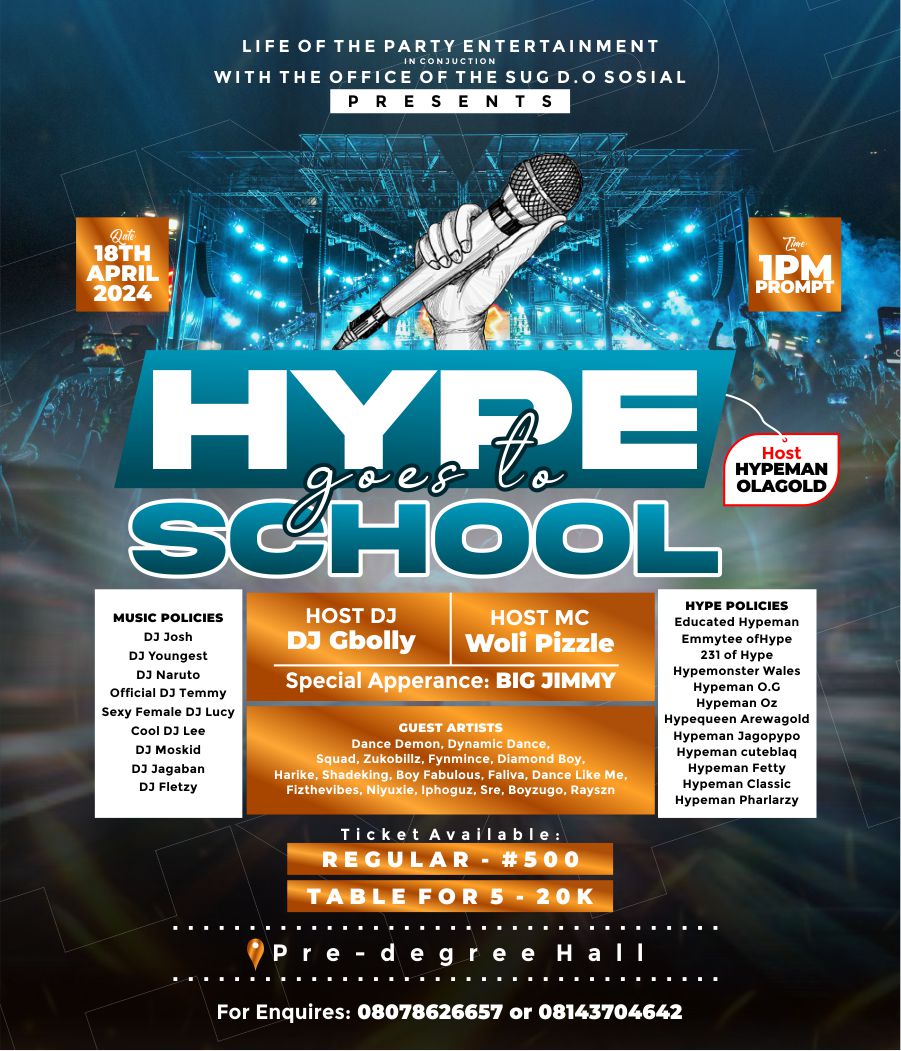 LIFE OF THE PARTY ENTERTAINMENT
IN CONJUCTION
WITH THE OFFICE OF THE SUG D.O SOSIAL
PRESENTS
Date
18TH
APRIL
2024
Time
1PM
PROMPT
HYPE
goes to
SCHOOL
Host
HYPEMAN
OLAGOLD
MUSIC POLICIES
DJ Josh
DJ Youngest
DJ Naruto
Official DJ Temmy
Sexy Female DJ Lucy
Cool DJ Lee
DJ Moskid
DJ Jagaban
DJ Fletzy
HOST DJ
DJ Gbolly
HOST MC
Woli Pizzle
Special Apperance: BIG JIMMY
GUEST ARTISTS
Dance Demon, Dynamic Dance,
Squad, Zukobillz, Fynmince, Diamond Boy,
Harike, Shadeking, Boy Fabulous, Faliva, Dance Like Me,
Fizthevibes, Niyuxie, Iphoguz, Sre, Boyzugo, Rayszn
HYPE POLICIES
Educated Hypeman
Emmytee ofHype
231 of Hype
Hypemonster Wales
Hypeman O.G
Hypeman Oz
Hypequeen Arewagold
Hypeman Jagopypo
Hypeman cuteblaq
Hypeman Fetty
Hypeman Classic
Hypeman Pharlarzy
Ticket Available:
REGULAR - #500
TABLE FOR 5 - 20K
Pre-degree Hall
For Enquires: 08078626657 or 08143704642